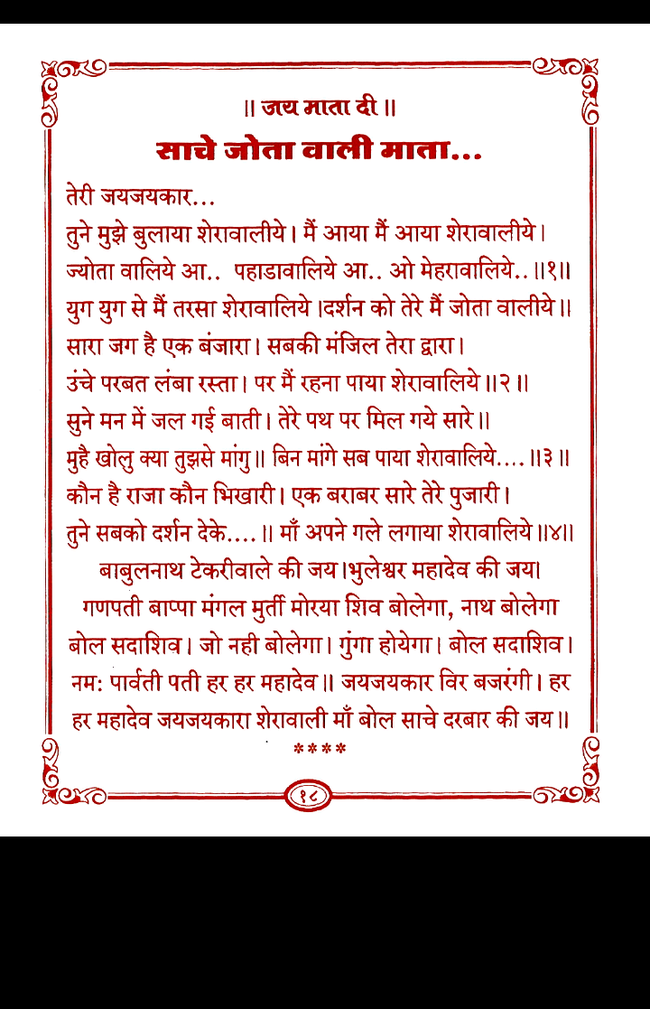 ॥ जय माता दी ॥
साचे जोता वाली माता...
तेरी जयजयकार...
तुने मुझे बुलाया शेरावालीये। मैं आया मैं आया शेरावालीये।
ज्योता वालिये आ.. पहाडावालिये आ.. ओ मेहरावालिये..॥१॥
युग युग से मैं तरसा शेरावालिये।दर्शन को तेरे मैं जोता वालीये॥
सारा जग है एक बंजारा। सबकी मंजिल तेरा द्वारा।
उंचे परबत लंबा रस्ता। पर मैं रहना पाया शेरावालिये॥२॥
सुने मन में जल गई बाती। तेरे पथ पर मिल गये सारे॥
मुहै खोलु क्या तुझसे मांगु॥ बिन मांगे सब पाया शेरावालिये....॥३॥
कौन है राजा कौन भिखारी। एक बराबर सारे तेरे पुजारी।
तुने सबको दर्शन देके....॥ माँ अपने गले लगाया शेरावालिये॥४॥
बाबुलनाथ टेकरीवाले की जय।भुलेश्वर महादेव की जय।
गणपती बाप्पा मंगल मुर्ती मोरया शिव बोलेगा, नाथ बोलेगा
बोल सदाशिव। जो नही बोलेगा। गुंगा होयेगा। बोल सदाशिव।
नम: पार्वती पती हर हर महादेव॥ जयजयकार विर बजरंगी। हर
हर महादेव जयजयकारा शेरावाली माँ बोल साचे दरबार की जय॥
****
१८